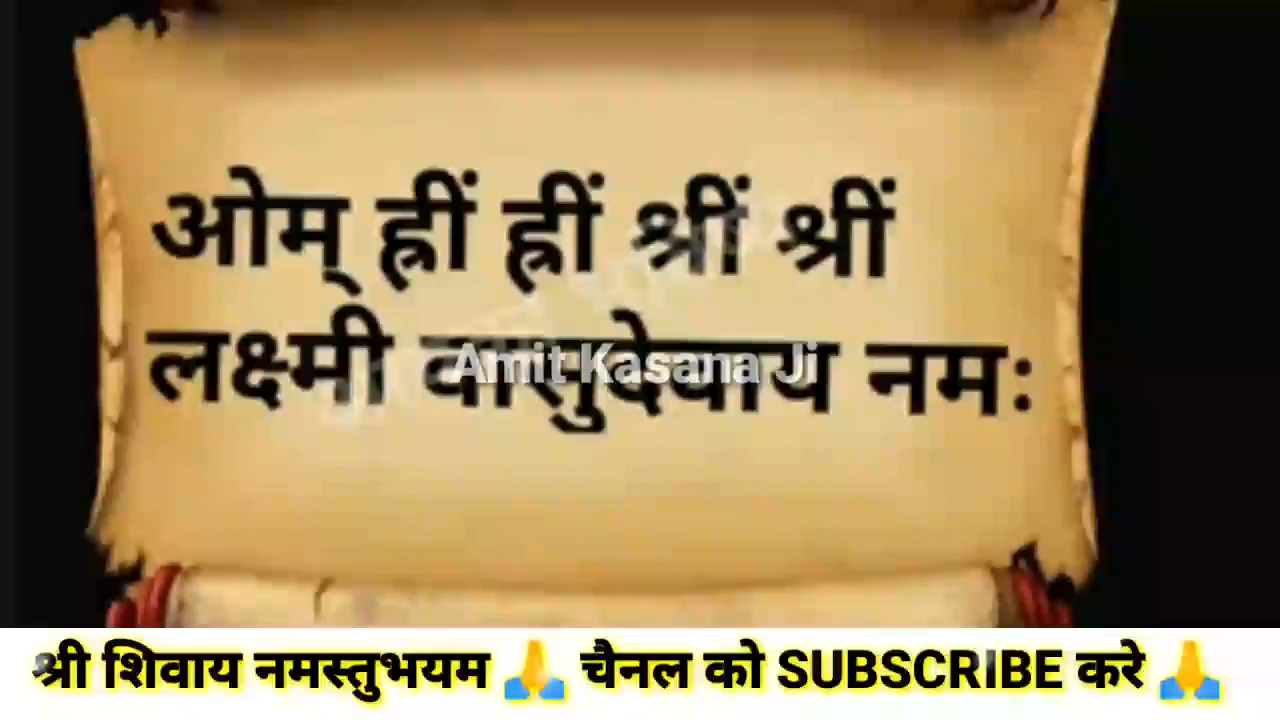 ओम् ह्रीं ह्रीं श्रीं श्रीं
लक्ष्मी वासुदेवाय नमः
Amit Kasana Ji
श्री शिवाय नमस्तुभयम 🙏 चैनल को SUBSCRIBE करे 🙏